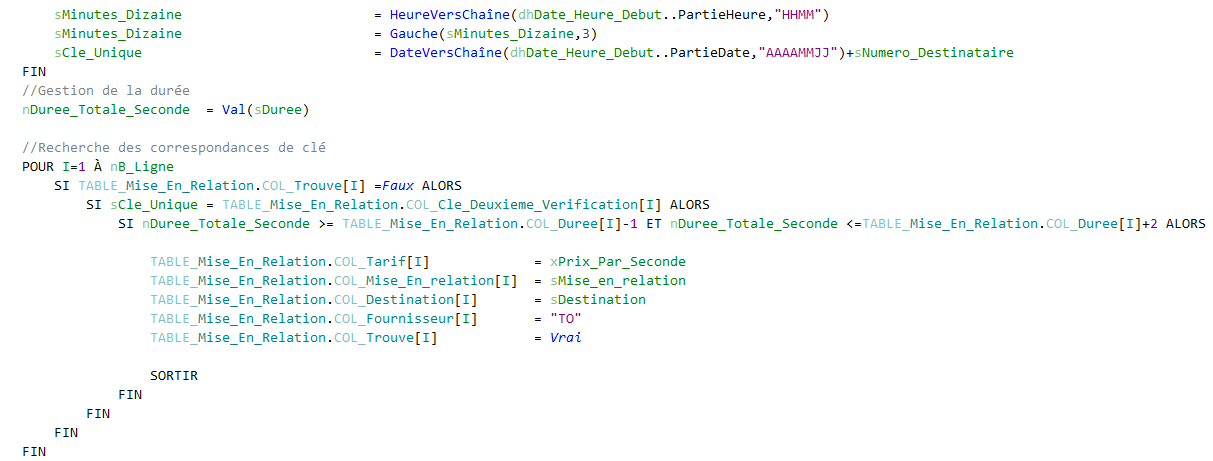 sMinutes_Dizaine = HeureVersChaîne(dhDate_Heure_Debut..PartieHeure,"HHMM")
sMinutes_Dizaine = Gauche(sMinutes_Dizaine,3)
sCle_Unique = DateVersChaîne(dhDate_Heure_Debut..PartieDate,"AAAAMMJJ")+sNumero_Destinataire
FIN
//Gestion de la durée
nDuree_Totale_Seconde = Val(sDuree)
//Recherche des correspondances de clé
POUR I=1 À nB_Ligne
SI TABLE_Mise_En_Relation.COL_Trouve[I] =Faux ALORS
SI sCle_Unique = TABLE_Mise_En_Relation.COL_Cle_Deuxieme_Verification[I] ALORS
SI nDuree_Totale_Seconde >= TABLE_Mise_En_Relation.COL_Duree[I]-1 ET nDuree_Totale_Seconde <=TABLE_Mise_En_Relation.COL_Duree[I]+2 ALORS
TABLE_Mise_En_Relation.COL_Tarif[I] = xPrix_Par_Seconde
TABLE_Mise_En_Relation.COL_Mise_En_relation[I] = sMise_en_relation
TABLE_Mise_En_Relation.COL_Destination[I] = sDestination
TABLE_Mise_En_Relation.COL_Fournisseur[I] = "TO"
TABLE_Mise_En_Relation.COL_Trouve[I] = Vrai
SORTIR
FIN
FIN
FIN
FIN